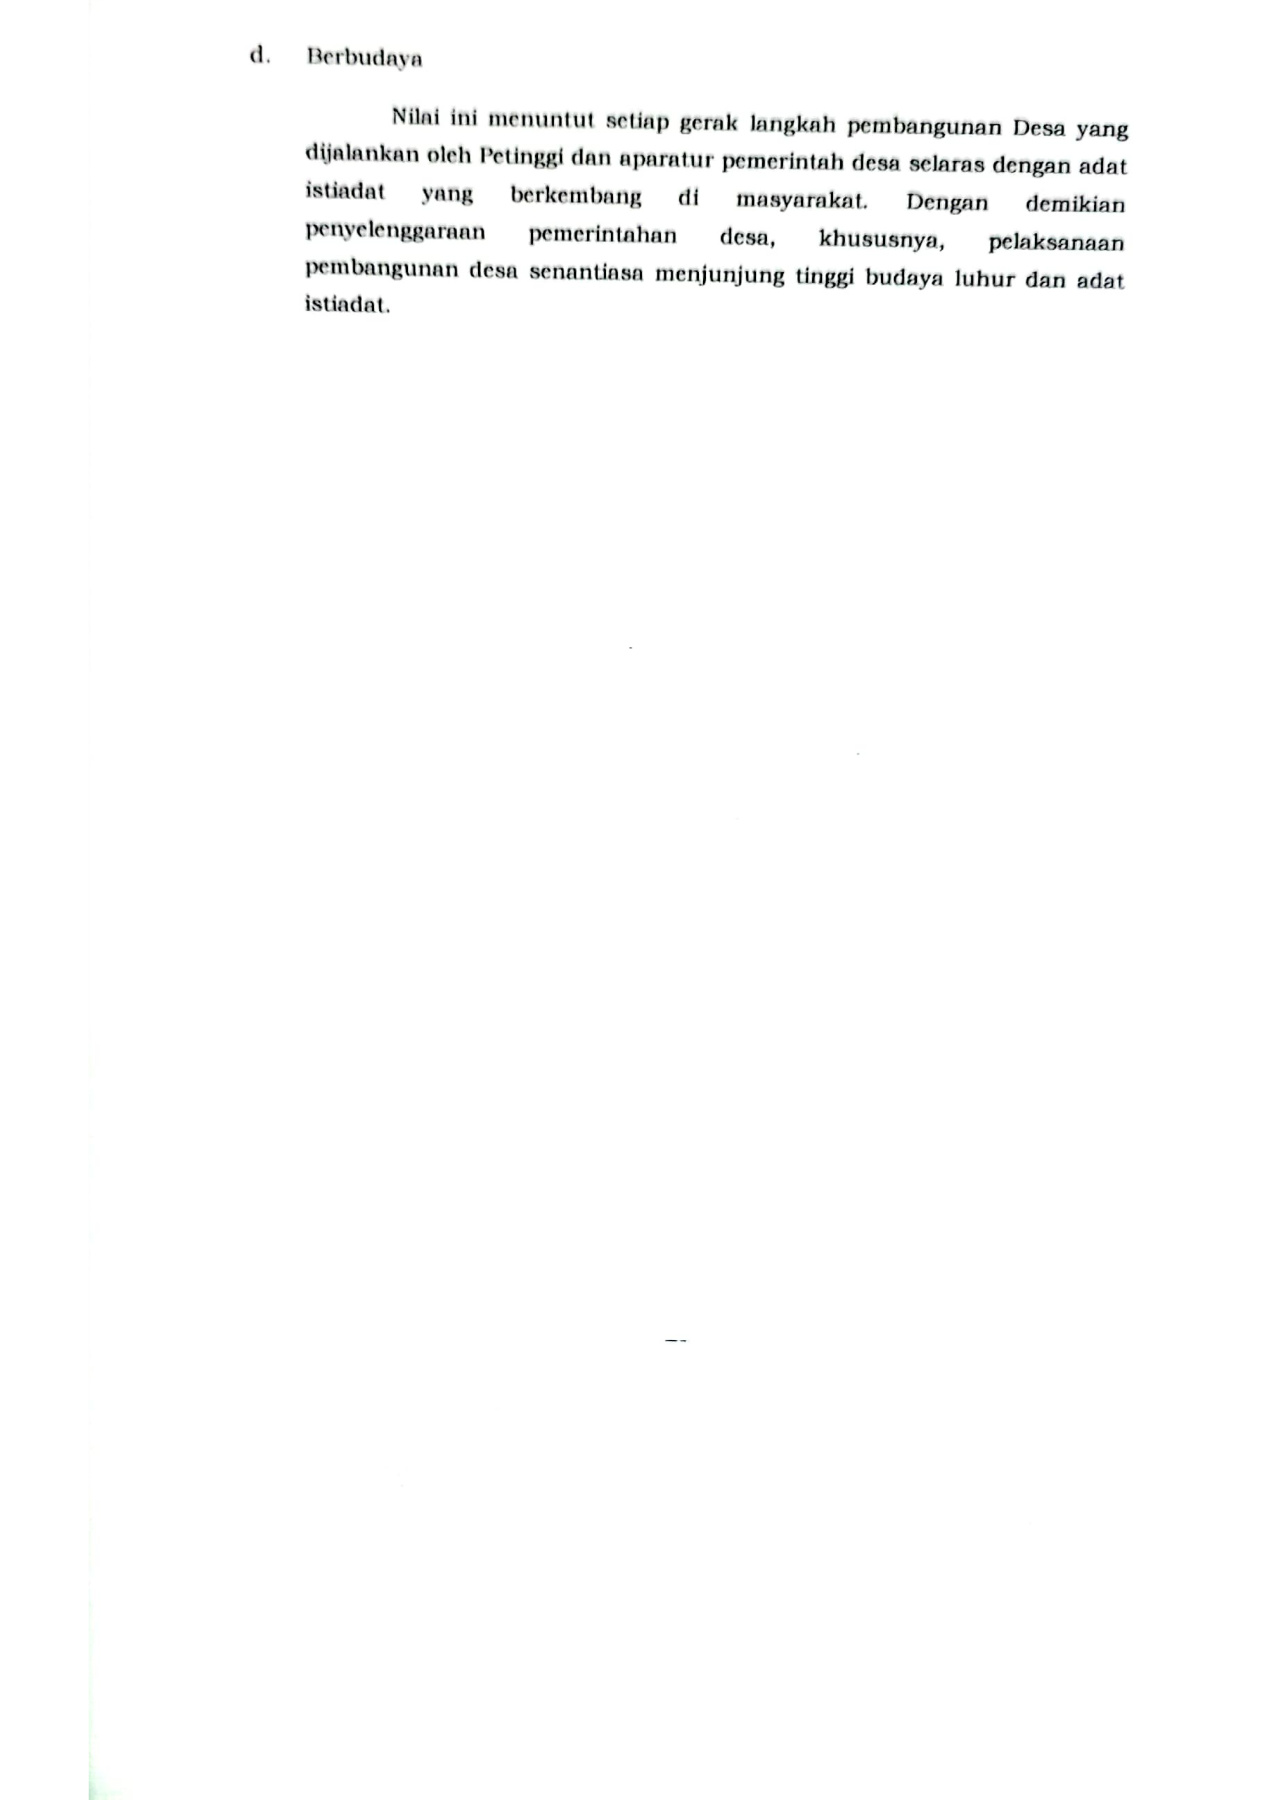 d. Berbudaya
Nilai ini menuntut setiap gerak langkah pembangunan Desa yang
dijalankan oleh Petinggi dan aparatur pemerintah desa selaras dengan adat
istiadat yang berkembang di masyarakat. Dengan demikian
penyelenggaraan pemerintahan desa, khususnya, pelaksanaan
pembangunan desa senantiasa menjunjung tinggi budaya luhur dan adat
istiadat.